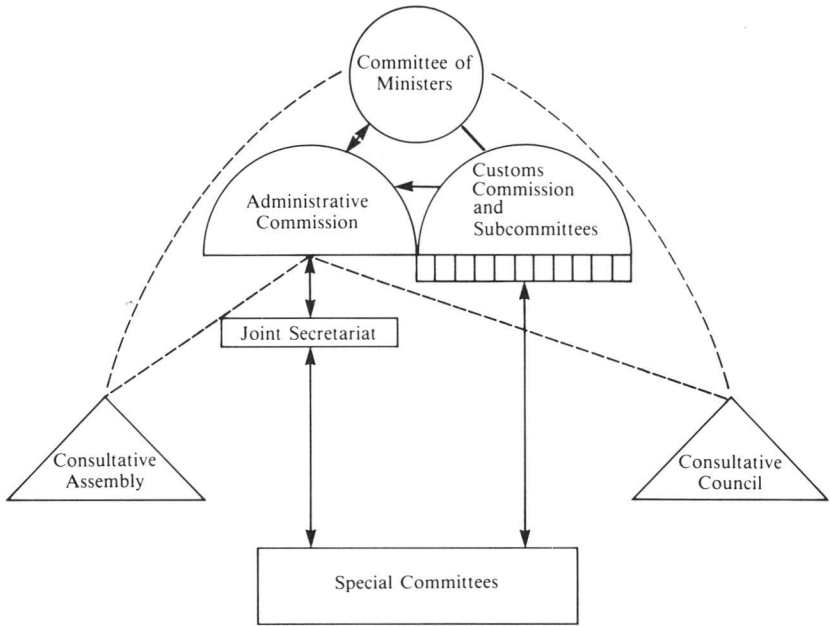 Committee of
Ministers
Administrative
Commission
Customs
Commission
and
Subcommittees
Joint Secretariat
Consultative
Assembly
Consultative
Council
Special Committees